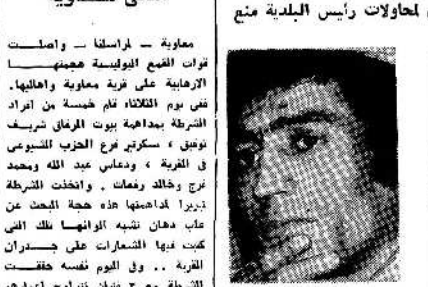 لمحاولات رئيس البلدية منع
معاوية ــ لمراسلنا ــ واصلت
قوات القمع البوليسية هجمتها
الارهابية على قرية معاوية واهاليها.
ففي يوم الثلاثاء قام خمسة من افراد
الشرطة بمداهمة بيوت الرفاق شريف
توفيق ، سكرتير فرع الحزب الشيوعي
في القرية ، ودعاس عبد الله ومحمد
فرج وخالد رفعات . واتخذت الشرطة
تبريرا لمداهمتها هذه حجة البحث عن
علب دهان تشبه الوانها تلك التي
كتبت فيها الشعارات على جدران
القرية .. وفي اليوم نفسه حققت